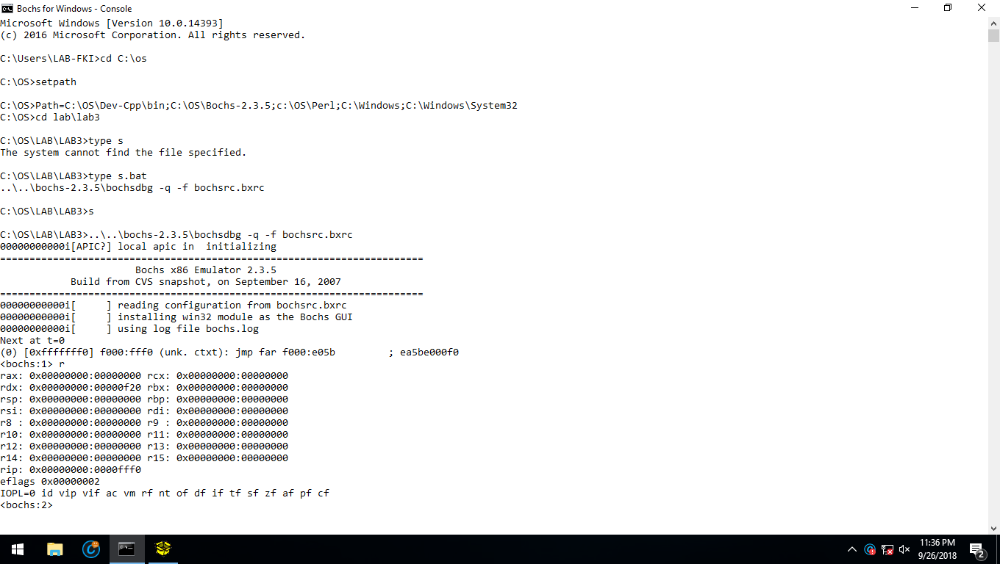 Bochs for Windows - Console
Microsoft Windows [Version 10.0.14393]
(c) 2016 Microsoft Corporation. All rights reserved.
C:\Users\LAB-FKI>cd C:\os
C:\OS>setpath
C:\OS>Path=C:\OS\Dev-Cpp\bin;C:\OS\Bochs-2.3.5;c:\OS\Perl;C:\Windows;C:\Windows\System32
C:\OS>cd lab\lab3
C:\OS\LAB\LAB3>type s
The system cannot find the file specified.
C:\OS\LAB\LAB3>type s.bat
..\..\bochs-2.3.5\bochsdbg -q -f bochsrc.bxrc
C:\OS\LAB\LAB3>s
C:\OS\LAB\LAB3>..\..\bochs-2.3.5\bochsdbg -q -f bochsrc.bxrc
00000000000i[APIC?] local apic in  initializing
========================================================================
Bochs x86 Emulator 2.3.5
Build from CVS snapshot, on September 16, 2007
========================================================================
00000000000i[     ] reading configuration from bochsrc.bxrc
00000000000i[     ] installing win32 module as the Bochs GUI
00000000000i[     ] using log file bochs.log
Next at t=0
(0) [0xfffffff0] f000:fff0 (unk. ctxt): jmp far f000:e05b         ; ea5be000f0
<bochs:1> r
rax: 0x00000000:00000000 rcx: 0x00000000:00000000
rdx: 0x00000000:00000f20 rbx: 0x00000000:00000000
rsp: 0x00000000:00000000 rbp: 0x00000000:00000000
rsi: 0x00000000:00000000 rdi: 0x00000000:00000000
r8 : 0x00000000:00000000 r9 : 0x00000000:00000000
r10: 0x00000000:00000000 r11: 0x00000000:00000000
r12: 0x00000000:00000000 r13: 0x00000000:00000000
r14: 0x00000000:00000000 r15: 0x00000000:00000000
rip: 0x00000000:0000fff0
eflags 0x00000002
IOPL=0 id vip vif ac vm rf nt of df if tf sf zf af pf cf
<bochs:2>
11:36 PM
9/26/2018
2